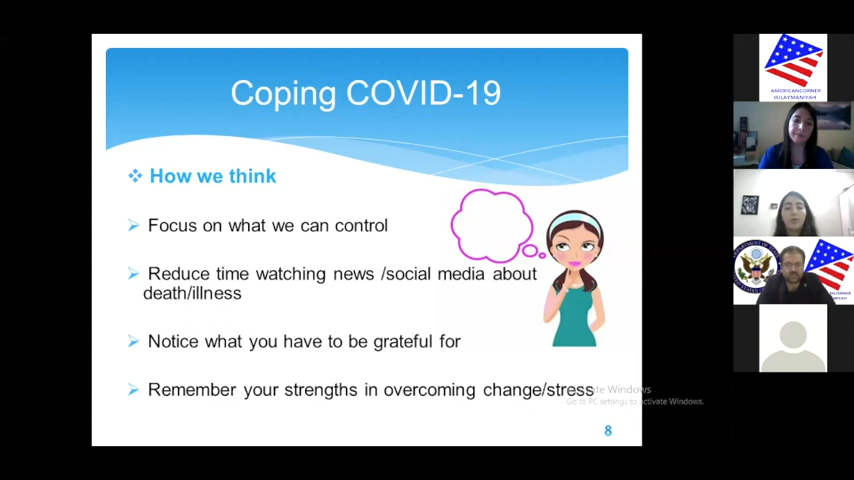 Coping COVID-19
How we think
Focus on what we can control
Reduce time watching news /social media about
death/illness
Notice what you have to be grateful for
Remember your strengths in overcoming change/stress
Activate Windows
Go to PC settings to activate Windows.
8
AMERICANCORNER
SULAYMANIYAH